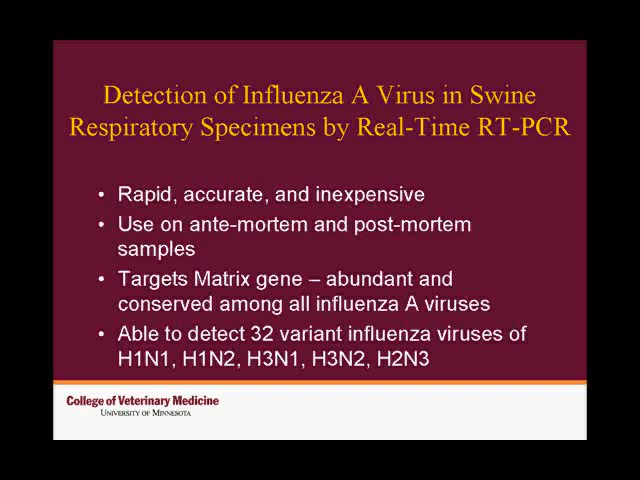 Detection of Influenza A Virus in Swine
Respiratory Specimens by Real-Time RT-PCR
• Rapid, accurate, and inexpensive
• Use on ante-mortem and post-mortem
samples
• Targets Matrix gene – abundant and
conserved among all influenza A viruses
• Able to detect 32 variant influenza viruses of
H1N1, H1N2, H3N1, H3N2, H2N3
College of Veterinary Medicine
UNIVERSITY OF MINNESOTA